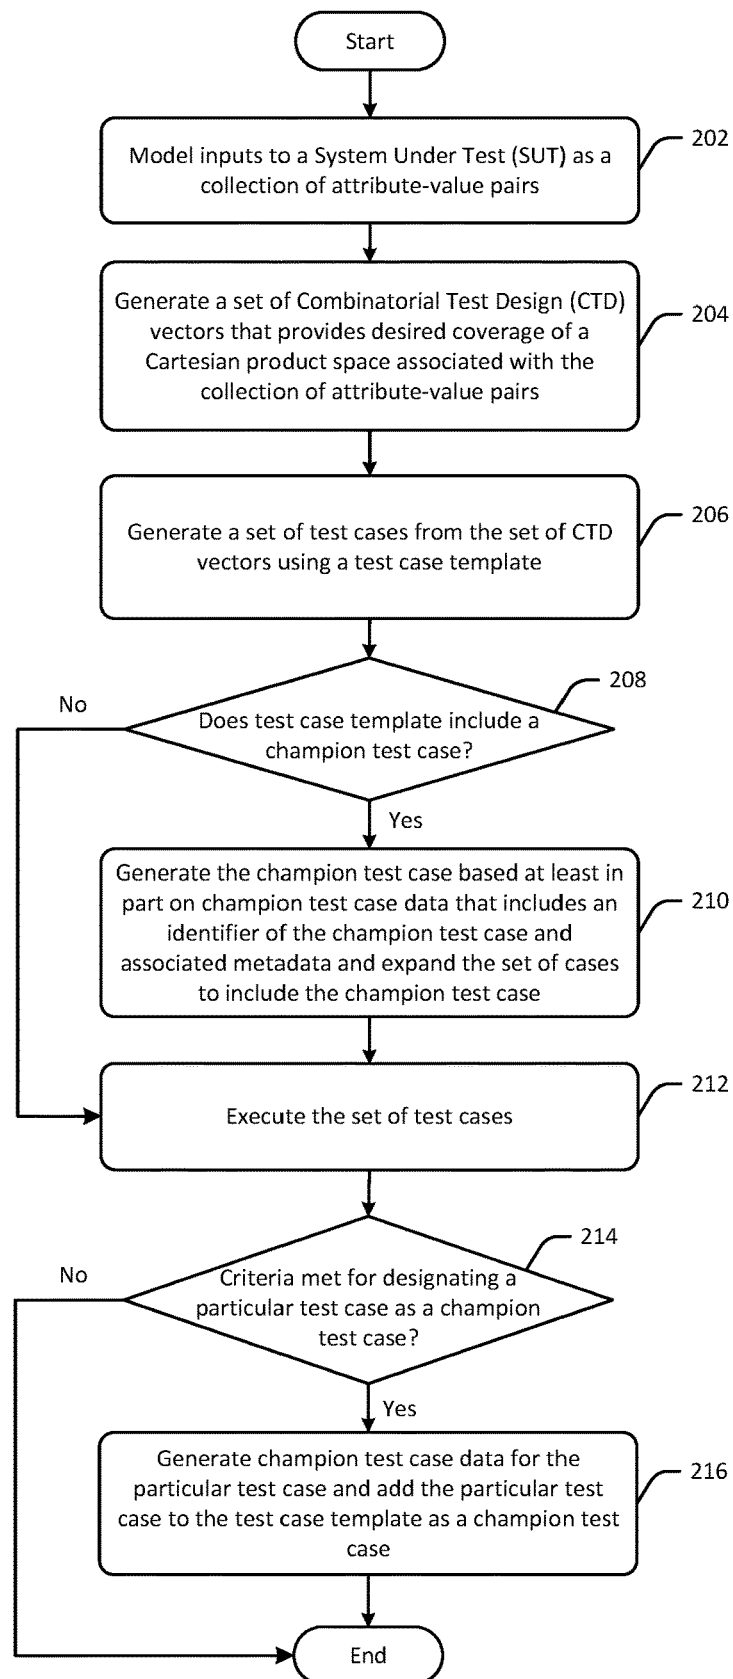 Start
Model inputs to a System Under Test (SUT) as a
collection of attribute-value pairs
202
Generate a set of Combinatorial Test Design (CTD)
vectors that provides desired coverage of a
Cartesian product space associated with the
collection of attribute-value pairs
204
Generate a set of test cases from the set of CTD
vectors using a test case template
206
Does test case template include a
champion test case?
208
No
Yes
Generate the champion test case based at least in
part on champion test case data that includes an
identifier of the champion test case and
associated metadata and expand the set of cases
to include the champion test case
210
Execute the set of test cases
212
Criteria met for designating a
particular test case as a champion
test case?
214
No
Yes
Generate champion test case data for the
particular test case and add the particular test
case to the test case template as a champion test
case
216
End